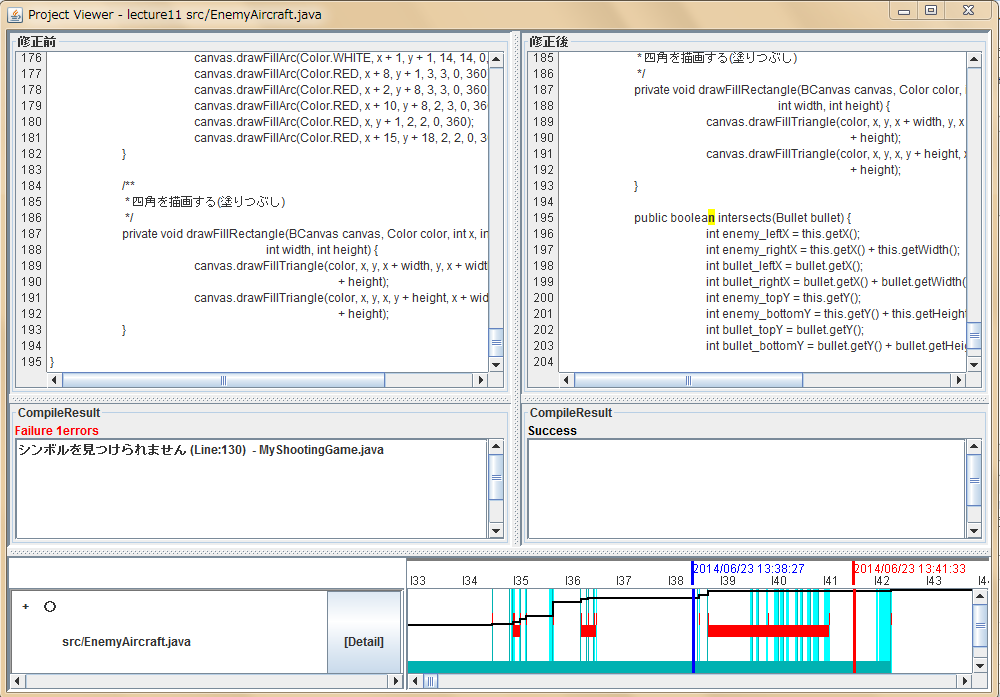 Project Viewer - lecture11 src/EnemyAircraft.java
修正前
176 canvas.drawFillArc(Color.WHITE, x + 1, y + 1, 14, 14, 0,
177 canvas.drawFillArc(Color.RED, x + 8, y + 1, 3, 3, 0, 360
178 canvas.drawFillArc(Color.RED, x + 2, y + 8, 3, 3, 0, 360
179 canvas.drawFillArc(Color.RED, x + 10, y + 8, 2, 3, 0, 36
180 canvas.drawFillArc(Color.RED, x, y + 1, 2, 2, 0, 360);
181 canvas.drawFillArc(Color.RED, x + 15, y + 18, 2, 2, 0, 3
182 }
183
184 /**
185 * 四角を描画する(塗りつぶし)
186 */
187 private void drawFillRectangle(BCanvas canvas, Color color, int x, in
188 int width, int height) {
189 canvas.drawFillTriangle(color, x, y, x + width, y, x + widt
190 + height);
191 canvas.drawFillTriangle(color, x, y, x, y + height, x + wid
192 + height);
193 }
194
195 }
修正後
185 * 四角を描画する(塗りつぶし)
186 */
187 private void drawFillRectangle(BCanvas canvas, Color color,
188 int width, int height) {
189 canvas.drawFillTriangle(color, x, y, x + width, y, x
190 + height);
191 canvas.drawFillTriangle(color, x, y, x, y + height, x
192 + height);
193 }
194
195 public boolean intersects(Bullet bullet) {
196 int enemy_leftX = this.getX();
197 int enemy_rightX = this.getX() + this.getWidth();
198 int bullet_leftX = bullet.getX();
199 int bullet_rightX = bullet.getX() + bullet.getWidth(
200 int enemy_topY = this.getY();
201 int enemy_bottomY = this.getY() + this.getHeight
202 int bullet_topY = bullet.getY();
203 int bullet_bottomY = bullet.getY() + bullet.getHei
204
CompileResult
Failure 1errors
シンボルを見つけられません (Line:130) - MyShootingGame.java
CompileResult
Success
2014/06/23 13:38:27
2014/06/23 13:41:33
33 34 35 36 37 38 39 40 41 42 43 4
+ O
src/EnemyAircraft.java
[Detail]